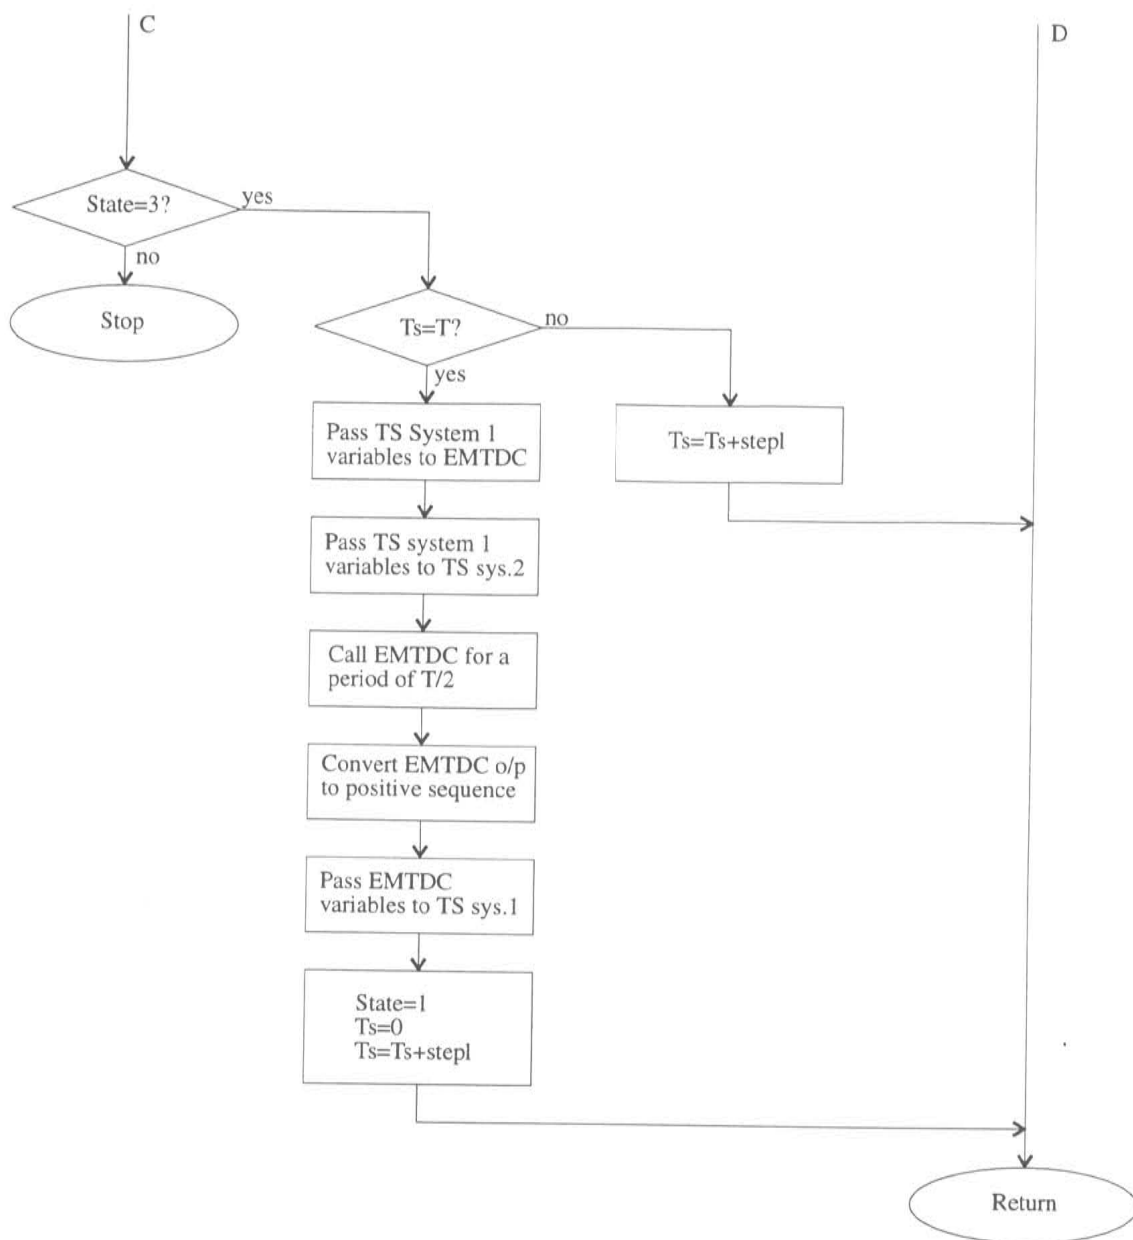 C
D
State=3?
yes
no
Stop
Ts=T?
no
yes
Pass TS System 1
variables to EMTDC
Ts=Ts+stepl
Pass TS system 1
variables to TS sys.2
Call EMTDC for a
period of T/2
Convert EMTDC o/p
to positive sequence
Pass EMTDC
variables to TS sys.1
State=1
Ts=0
Ts=Ts+stepl
Return